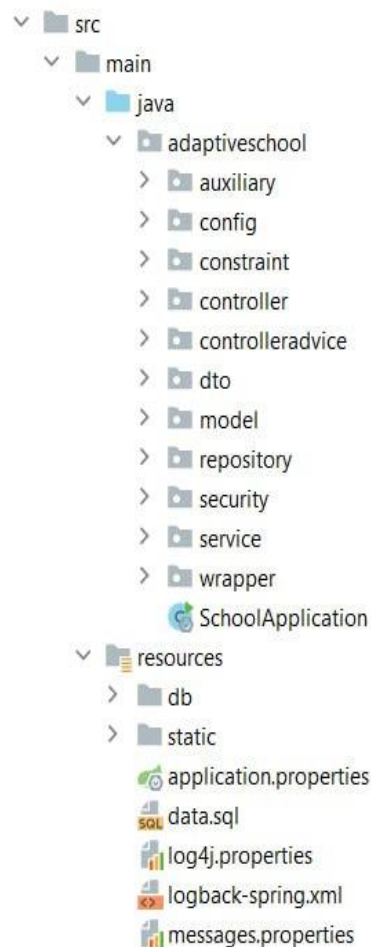 src
main
java
adaptiveschool
auxiliary
config
constraint
controller
controlleradvice
dto
model
repository
security
service
wrapper
SchoolApplication
resources
db
static
application.properties
data.sql
log4j.properties
logback-spring.xml
messages.properties